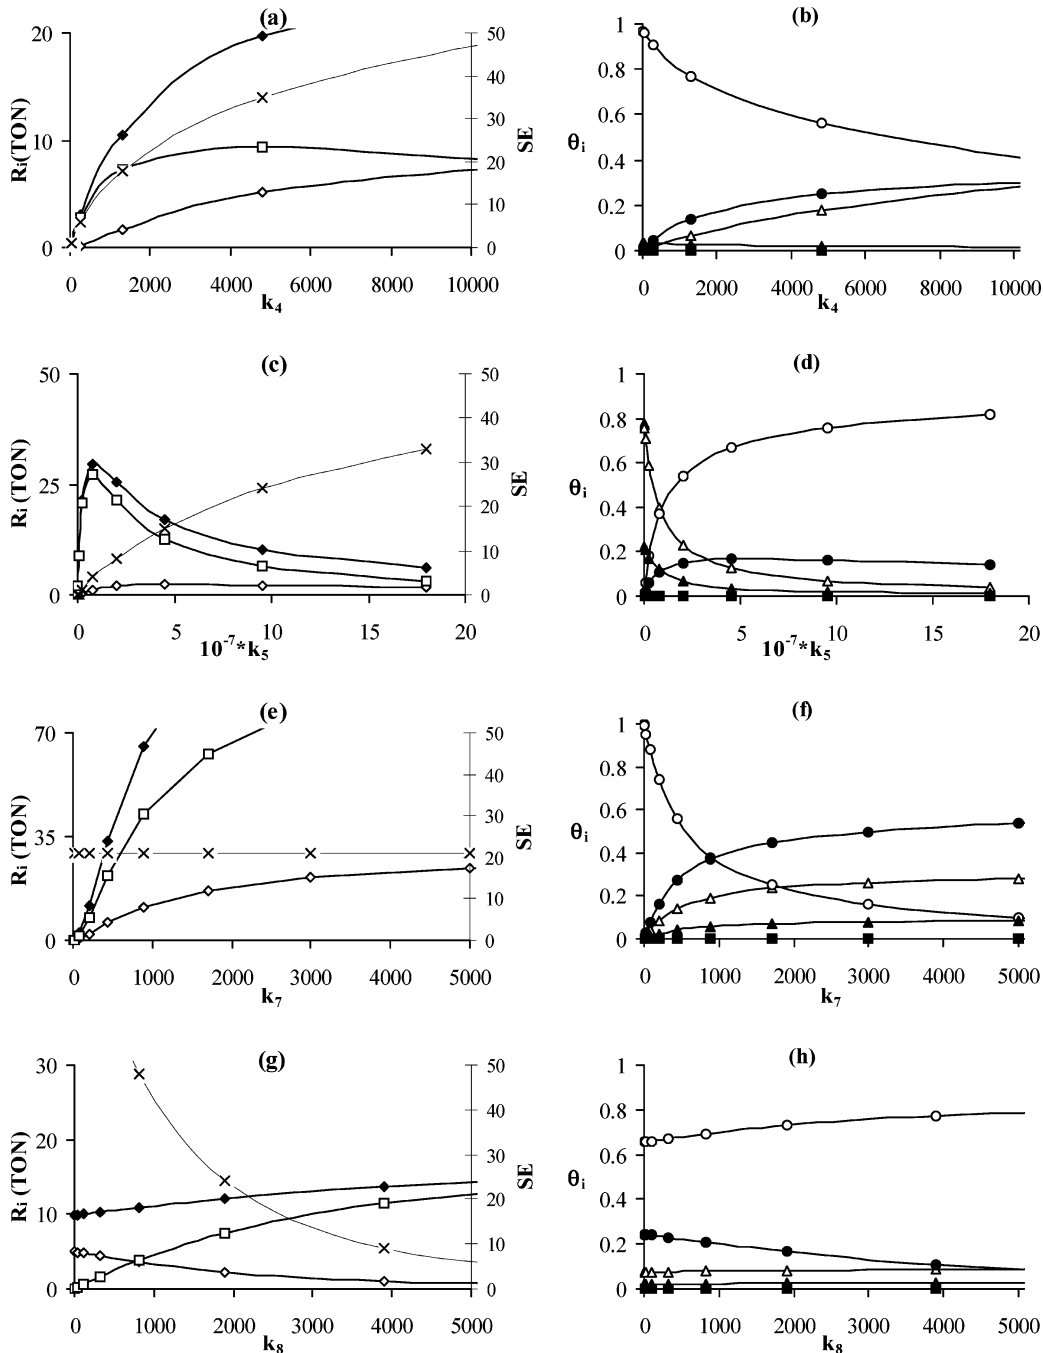 (a)
20
10
0
Ri(TON)
50
40
30
20
10
0
SE
0 2000 4000 6000 8000 10000
k4
(b)
1
0.8
0.6
0.4
0.2
0
θi
0 2000 4000 6000 8000 10000
k4
(c)
50
25
0
Ri (TON)
50
40
30
20
10
0
SE
0 5 10 15 20
10-7*k5
(d)
1
0.8
0.6
0.4
0.2
0
θi
0 5 10 15 20
10-7*k5
(e)
70
35
0
Ri (TON)
50
40
30
20
10
0
SE
0 1000 2000 3000 4000 5000
k7
(f)
1
0.8
0.6
0.4
0.2
0
θi
0 1000 2000 3000 4000 5000
k7
(g)
30
20
10
0
Ri (TON)
50
40
30
20
10
0
SE
0 1000 2000 3000 4000 5000
k8
(h)
1
0.8
0.6
0.4
0.2
0
θi
0 1000 2000 3000 4000 5000
k8